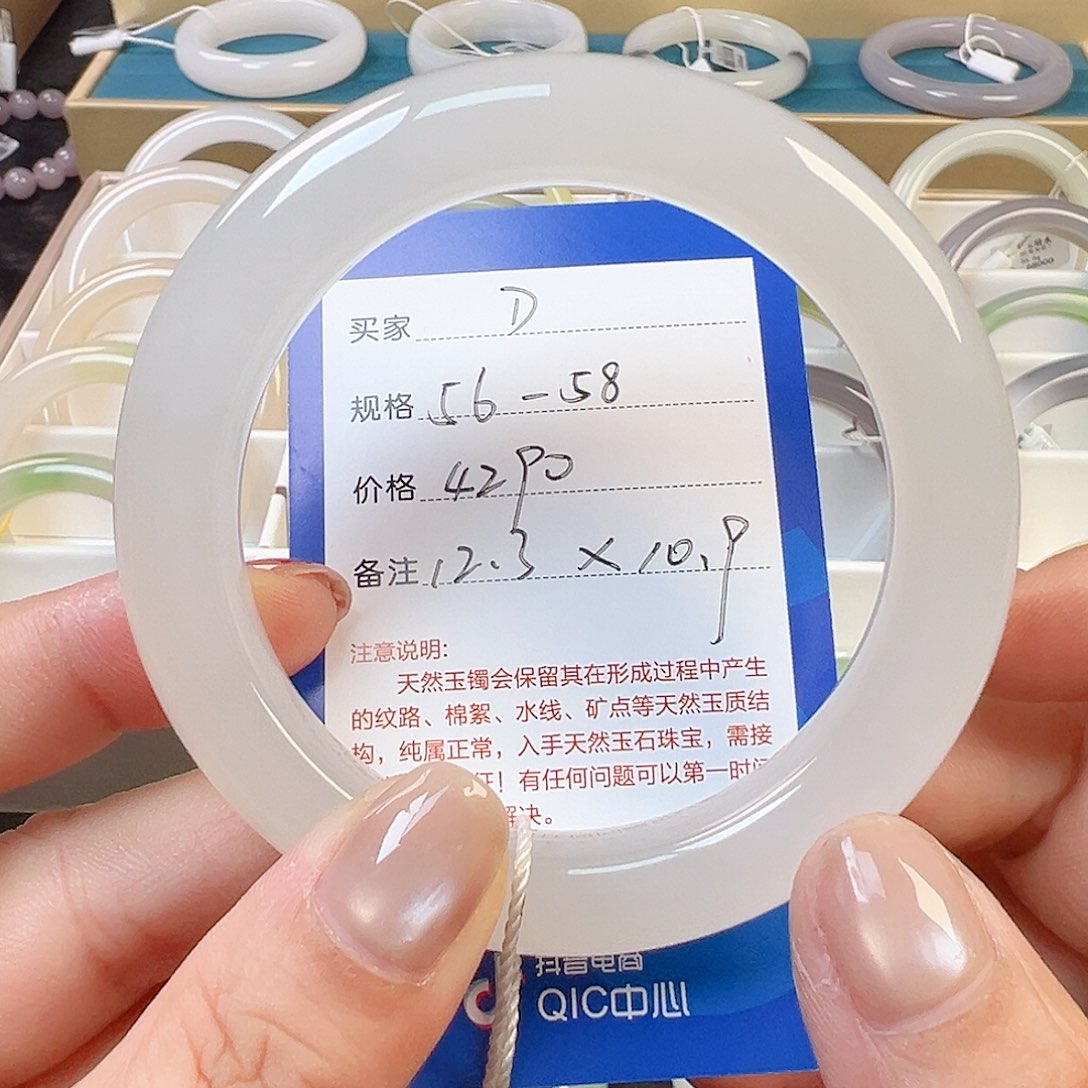 买家 D
规格 56-58
价格 4290
备注 12.3 × 10.9
注意说明:
天然玉镯会保留其在形成过程中产生
的纹路、棉絮、水线、矿点等天然玉质结
构，纯属正常，入手天然玉石珠宝，需接
任！有任何问题可以第一时间
解决。
抖音电商
QIC中心